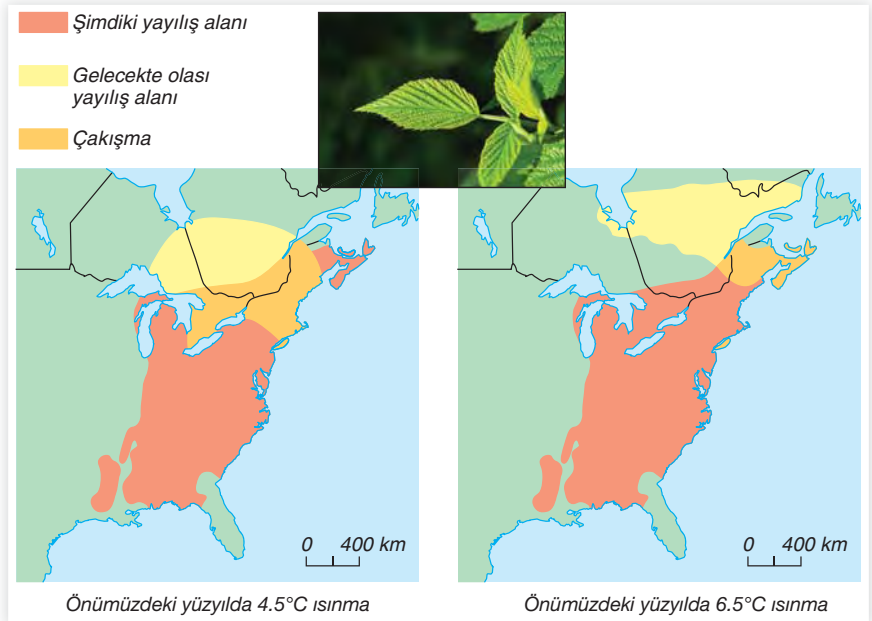 Şimdiki yayılış alanı
Gelecekte olası
yayılış alanı
Çakışma
0 400 km
0 400 km
Önümüzdeki yüzyılda 4.5°C ısınma
Önümüzdeki yüzyılda 6.5°C ısınma